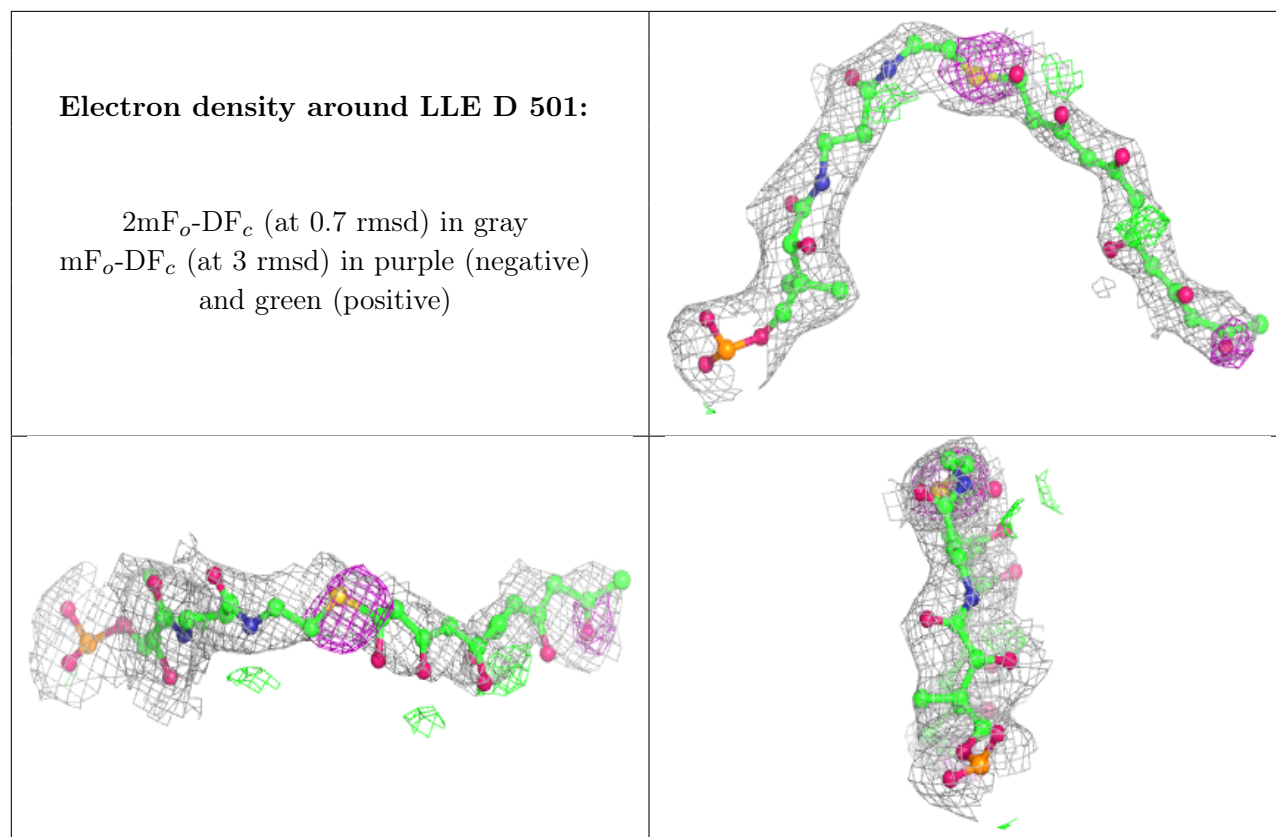 Electron density around LLE D 501:
2mFₒ-DF𝒸 (at 0.7 rmsd) in gray
mFₒ-DF𝒸 (at 3 rmsd) in purple (negative)
and green (positive)